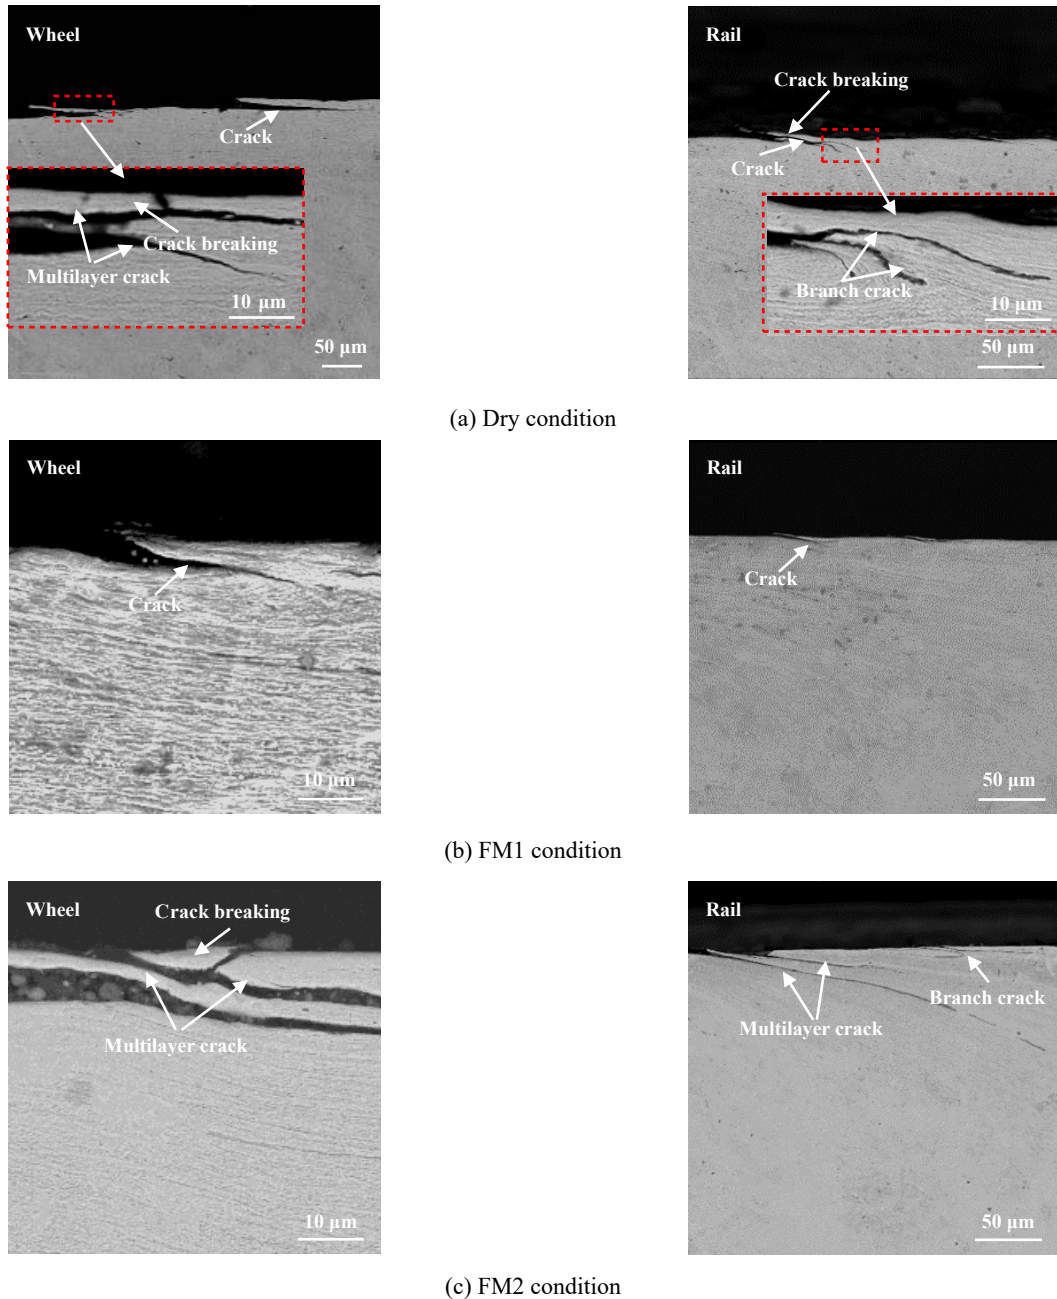 Wheel
Crack
Crack breaking
Multilayer crack
10 µm
50 µm
Rail
Crack breaking
Crack
Branch crack
10 µm
50 µm
(a) Dry condition
Wheel
Crack
10 µm
Rail
Crack
50 µm
(b) FM1 condition
Wheel
Crack breaking
Multilayer crack
10 µm
Rail
Branch crack
Multilayer crack
50 µm
(c) FM2 condition